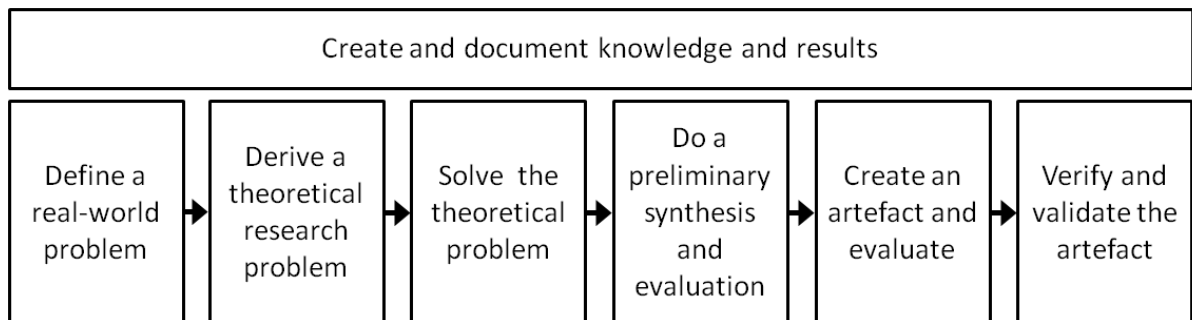 Create and document knowledge and results
Define a
real-world
problem
Derive a
theoretical
research
problem
Solve the
theoretical
problem
Do a
preliminary
synthesis
and
evaluation
Create an
artefact and
evaluate
Verify and
validate the
artefact